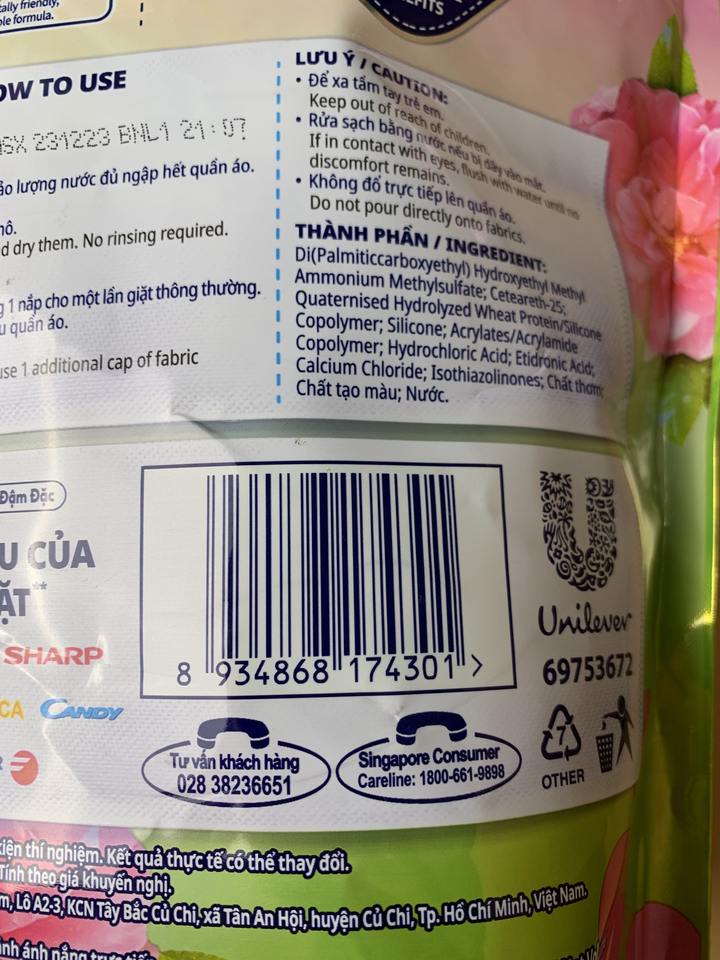 tally friendly,
ble formula.
FITS
OW TO USE
SX 231223 BNL1 21:07
ảo lượng nước đủ ngập hết quần áo.
d dry them. No rinsing required.
1 nắp cho một lần giặt thông thường.
u quần áo.
use 1 additional cap of fabric
LƯU Ý / CAUTION:
• Để xa tầm tay trẻ em.
Keep out of reach of children.
• Rửa sạch bằng nước nếu bị dây vào mắt.
If in contact with eyes, flush with water until no
discomfort remains.
• Không đổ trực tiếp lên quần áo.
Do not pour directly onto fabrics.
THÀNH PHẦN / INGREDIENT:
Di(Palmiticcarboxyethyl) Hydroxyethyl Methyl
Ammonium Methylsulfate; Ceteareth-25;
Quaternised Hydrolyzed Wheat Protein/Silicone
Copolymer; Silicone; Acrylates/Acrylamide
Copolymer; Hydrochloric Acid; Etidronic Acid;
Calcium Chloride; Isothiazolinones; Chất thơm;
Chất tạo màu; Nước.
Đậm Đặc
U CỦA
ẶT**
SHARP
CA CANDY
8 934868 174301 >
Unilever
69753672
7
OTHER
Tư vấn khách hàng
028 38236651
Singapore Consumer
Careline: 1800-661-9898
kiện thí nghiệm. Kết quả thực tế có thể thay đổi.
Tính theo giá khuyến nghị.
m, Lô A2-3, KCN Tây Bắc Củ Chi, xã Tân An Hội, huyện Củ Chi, Tp. Hồ Chí Minh, Việt Nam.
ánh nắng trực tiếp